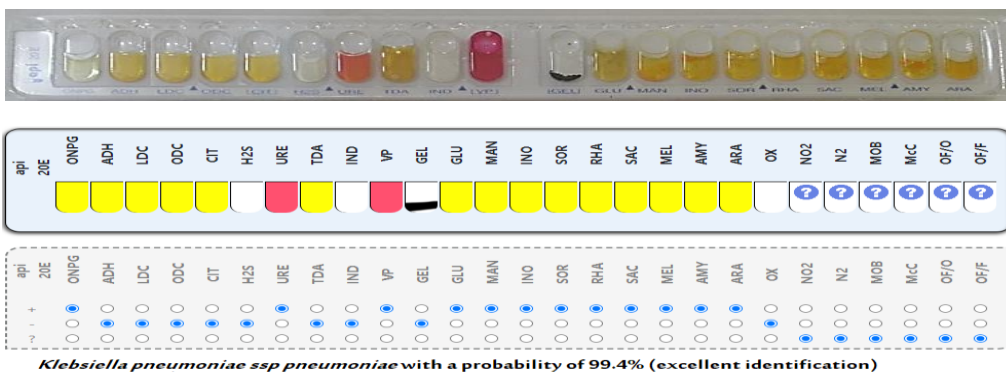 api 20E
ONPG ADH LDC ODC CIT H2S URE TDA IND [VP] [GEL] GLU MAN INO SOR RHA SAC MEL AMY ARA
api 20E ONPG ADH LDC ODC CIT H2S URE TDA IND VP GEL GLU MAN INO SOR RHA SAC MEL AMY ARA OX NO2 N2 MOB McC OF/O OF/F
? ? ? ? ? ?
api 20E ONPG ADH LDC ODC CIT H2S URE TDA IND VP GEL GLU MAN INO SOR RHA SAC MEL AMY ARA OX NO2 N2 MOB McC OF/O OF/F
+
-
?
Klebsiella pneumoniae ssp pneumoniae with a probability of 99.4% (excellent identification)